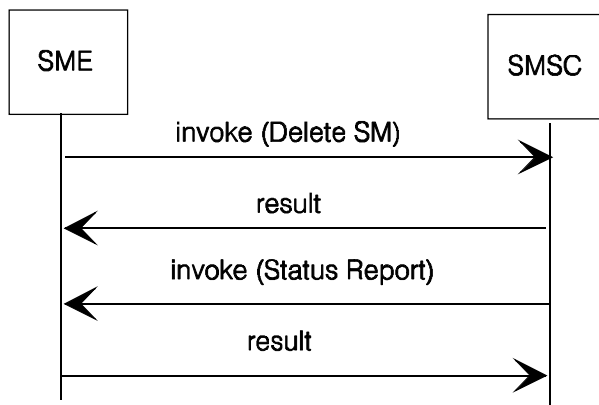 SME
SMSC
invoke (Delete SM)
result
invoke (Status Report)
result